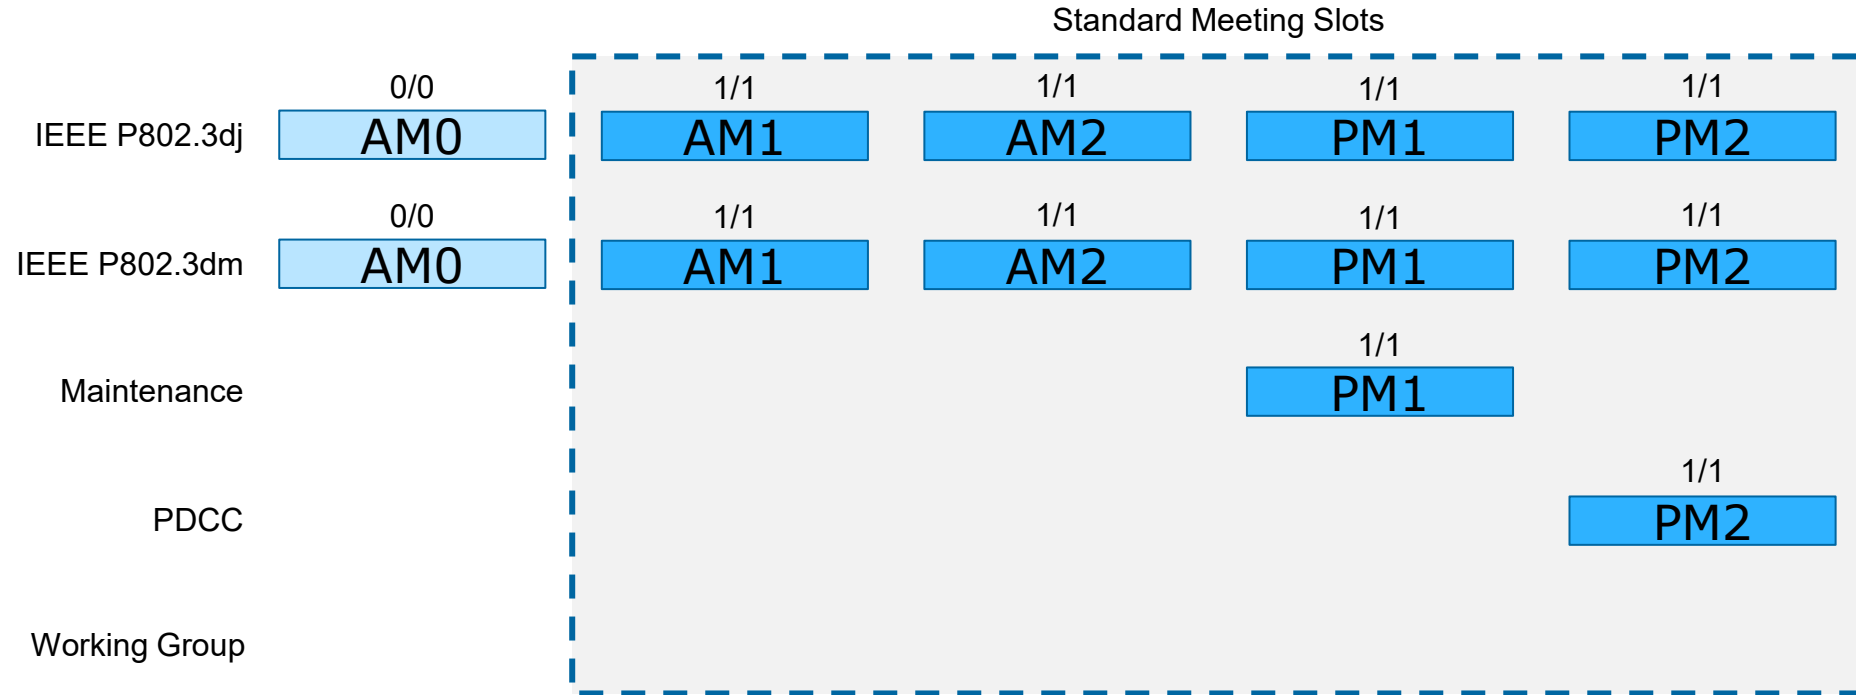 Standard Meeting Slots
0/0 1/1 1/1 1/1 1/1
IEEE P802.3dj AM0 AM1 AM2 PM1 PM2
0/0 1/1 1/1 1/1 1/1
IEEE P802.3dm AM0 AM1 AM2 PM1 PM2
1/1
Maintenance PM1
1/1
PDCC PM2
Working Group